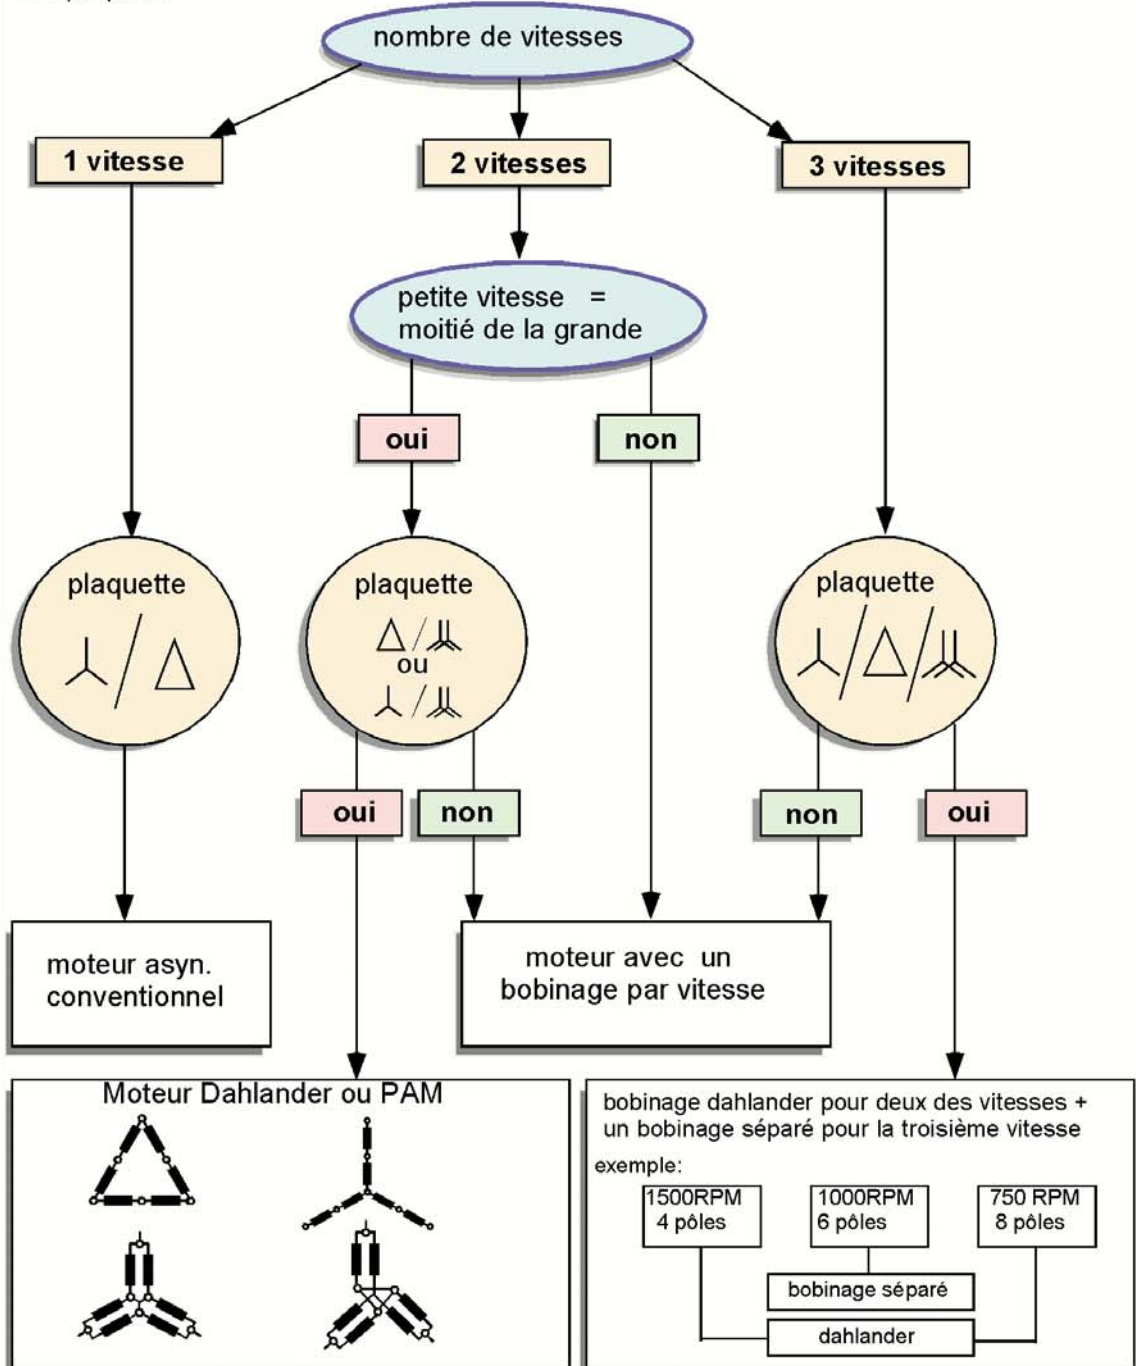 nombre de vitesses
1 vitesse
2 vitesses
3 vitesses
petite vitesse =
moitié de la grande
oui
non
plaquette
plaquette
ou
plaquette
oui
non
non
oui
moteur asyn.
conventionnel
moteur avec un
bobinage par vitesse
Moteur Dahlander ou PAM
bobinage dahlander pour deux des vitesses +
un bobinage séparé pour la troisième vitesse
exemple:
1500RPM
4 pôles
1000RPM
6 pôles
750 RPM
8 pôles
bobinage séparé
dahlander